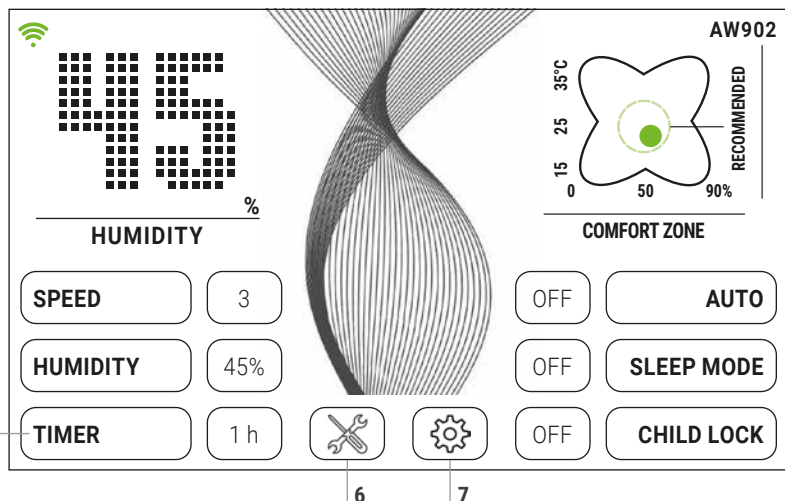 AW902
45
%
HUMIDITY
35°C
25
15
0 50 90%
RECOMMENDED
COMFORT ZONE
SPEED 3 OFF AUTO
HUMIDITY 45% OFF SLEEP MODE
TIMER 1 h OFF CHILD LOCK
6 7